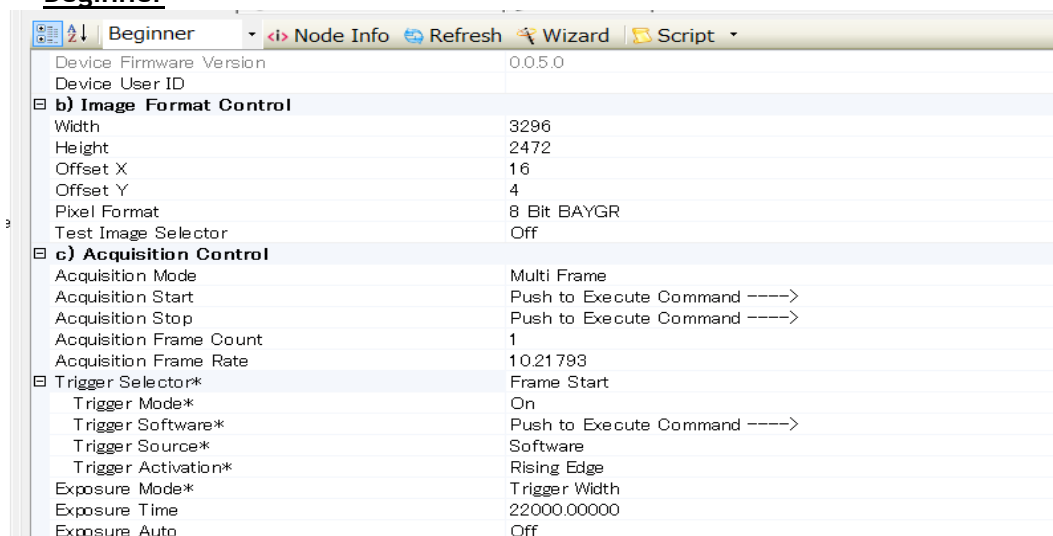 Beginner
Beginner <i> Node Info Refresh Wizard Script
Device Firmware Version 0.0.5.0
Device User ID
b) Image Format Control
Width 3296
Height 2472
Offset X 16
Offset Y 4
Pixel Format 8 Bit BAYGR
Test Image Selector Off
c) Acquisition Control
Acquisition Mode Multi Frame
Acquisition Start Push to Execute Command ---->
Acquisition Stop Push to Execute Command ---->
Acquisition Frame Count 1
Acquisition Frame Rate 10.21793
Trigger Selector* Frame Start
Trigger Mode* On
Trigger Software* Push to Execute Command ---->
Trigger Source* Software
Trigger Activation* Rising Edge
Exposure Mode* Trigger Width
Exposure Time 22000.00000
Exposure Auto Off